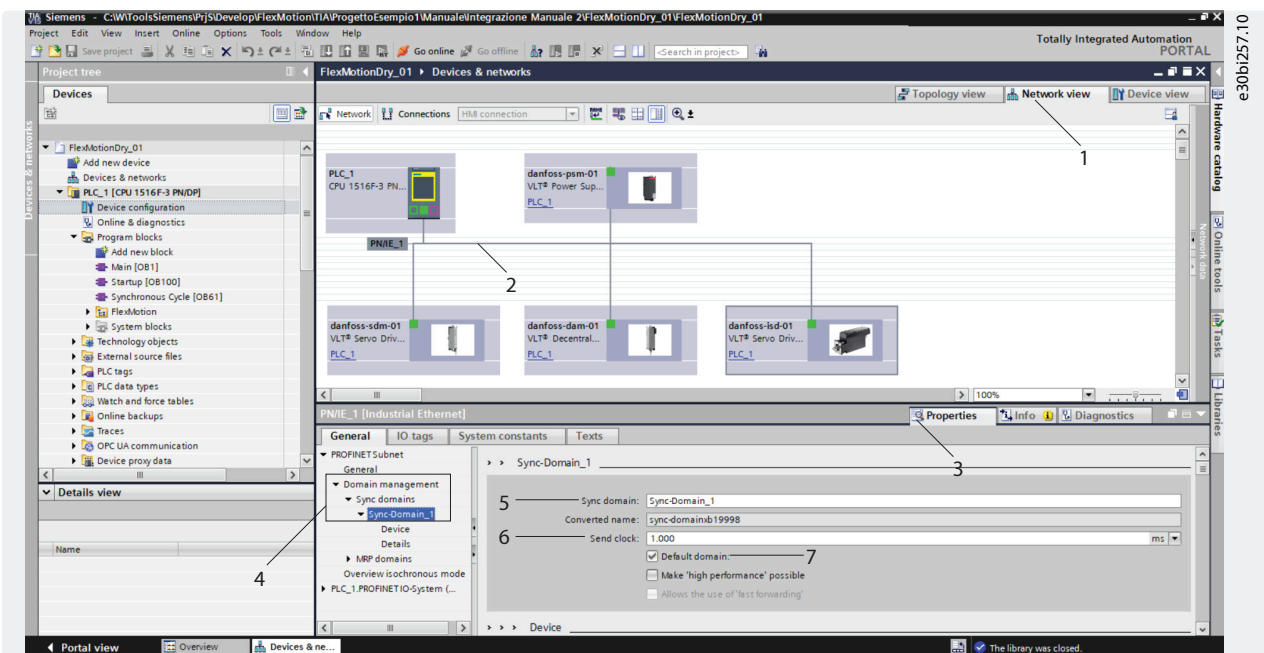 Siemens - C:\W\ToolsSiemens\PrjS\Develop\FlexMotion\TIA\ProgettoEsempio1\Manuale\Integrazione Manuale 2\FlexMotionDry_01\FlexMotionDry_01
Project Edit View Insert Online Options Tools Window Help
Totally Integrated Automation
PORTAL
Save project
Go online
Go offline
<Search in project>
Project tree
FlexMotionDry_01 ▸ Devices & networks
Devices
Topology view
Network view
Device view
Network
Connections
HMI connection
FlexMotionDry_01
Add new device
Devices & networks
PLC_1 [CPU 1516F-3 PN/DP]
Device configuration
Online & diagnostics
Program blocks
Add new block
Main [OB1]
Startup [OB100]
Synchronous Cycle [OB61]
FlexMotion
System blocks
Technology objects
External source files
PLC tags
PLC data types
Watch and force tables
Online backups
Traces
OPC UA communication
Device proxy data
Details view
Name
1
PLC_1
CPU 1516F-3 PN...
danfoss-psm-01
VLT® Power Sup...
PLC_1
PN/IE_1
2
danfoss-sdm-01
VLT® Servo Driv...
PLC_1
danfoss-dam-01
VLT® Decentral...
PLC_1
danfoss-isd-01
VLT® Servo Driv...
PLC_1
100%
PN/IE_1 [Industrial Ethernet]
Properties
Info
Diagnostics
General
IO tags
System constants
Texts
3
PROFINET Subnet
General
Domain management
Sync domains
Sync-Domain_1
Device
Details
MRP domains
Overview isochronous mode
PLC_1.PROFINET IO-System (...
4
Sync-Domain_1
5
Sync domain: Sync-Domain_1
Converted name: sync-domainxb19998
6
Send clock: 1.000 ms
Default domain:
7
Make 'high performance' possible
Allows the use of 'fast forwarding'
Device
Portal view
Overview
Devices & ne...
The library was closed.
Devices & networks
Network data
Hardware catalog
Online tools
Tasks
Libraries
e30bi257.10